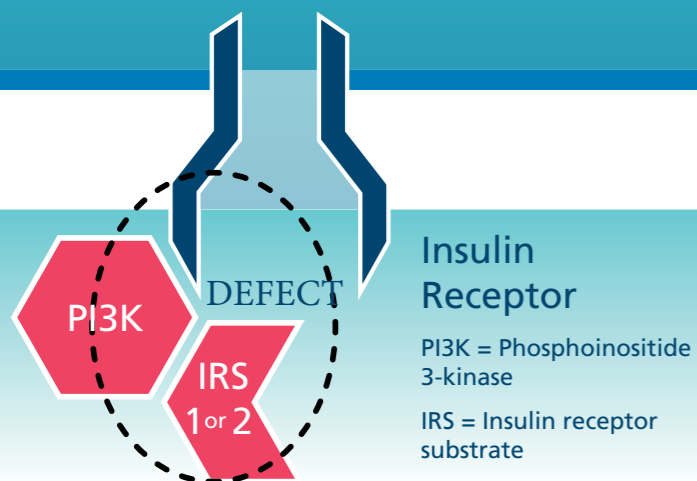 DEFECT
PI3K
IRS
1 or 2
Insulin
Receptor
PI3K = Phosphoinositide
3-kinase
IRS = Insulin receptor
substrate